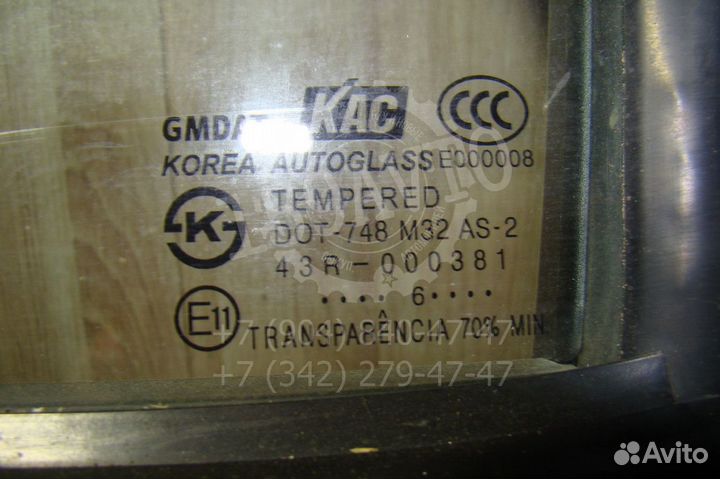 GMDAT KAC CCC
KOREA AUTOGLASS E000008
TEMPERED
K DOT-748 M32 AS-2
43R-000381
.... 6 ....
E11 TRANSPARÊNCIA 70% MIN
+7 (342) 279-47-47
Avito